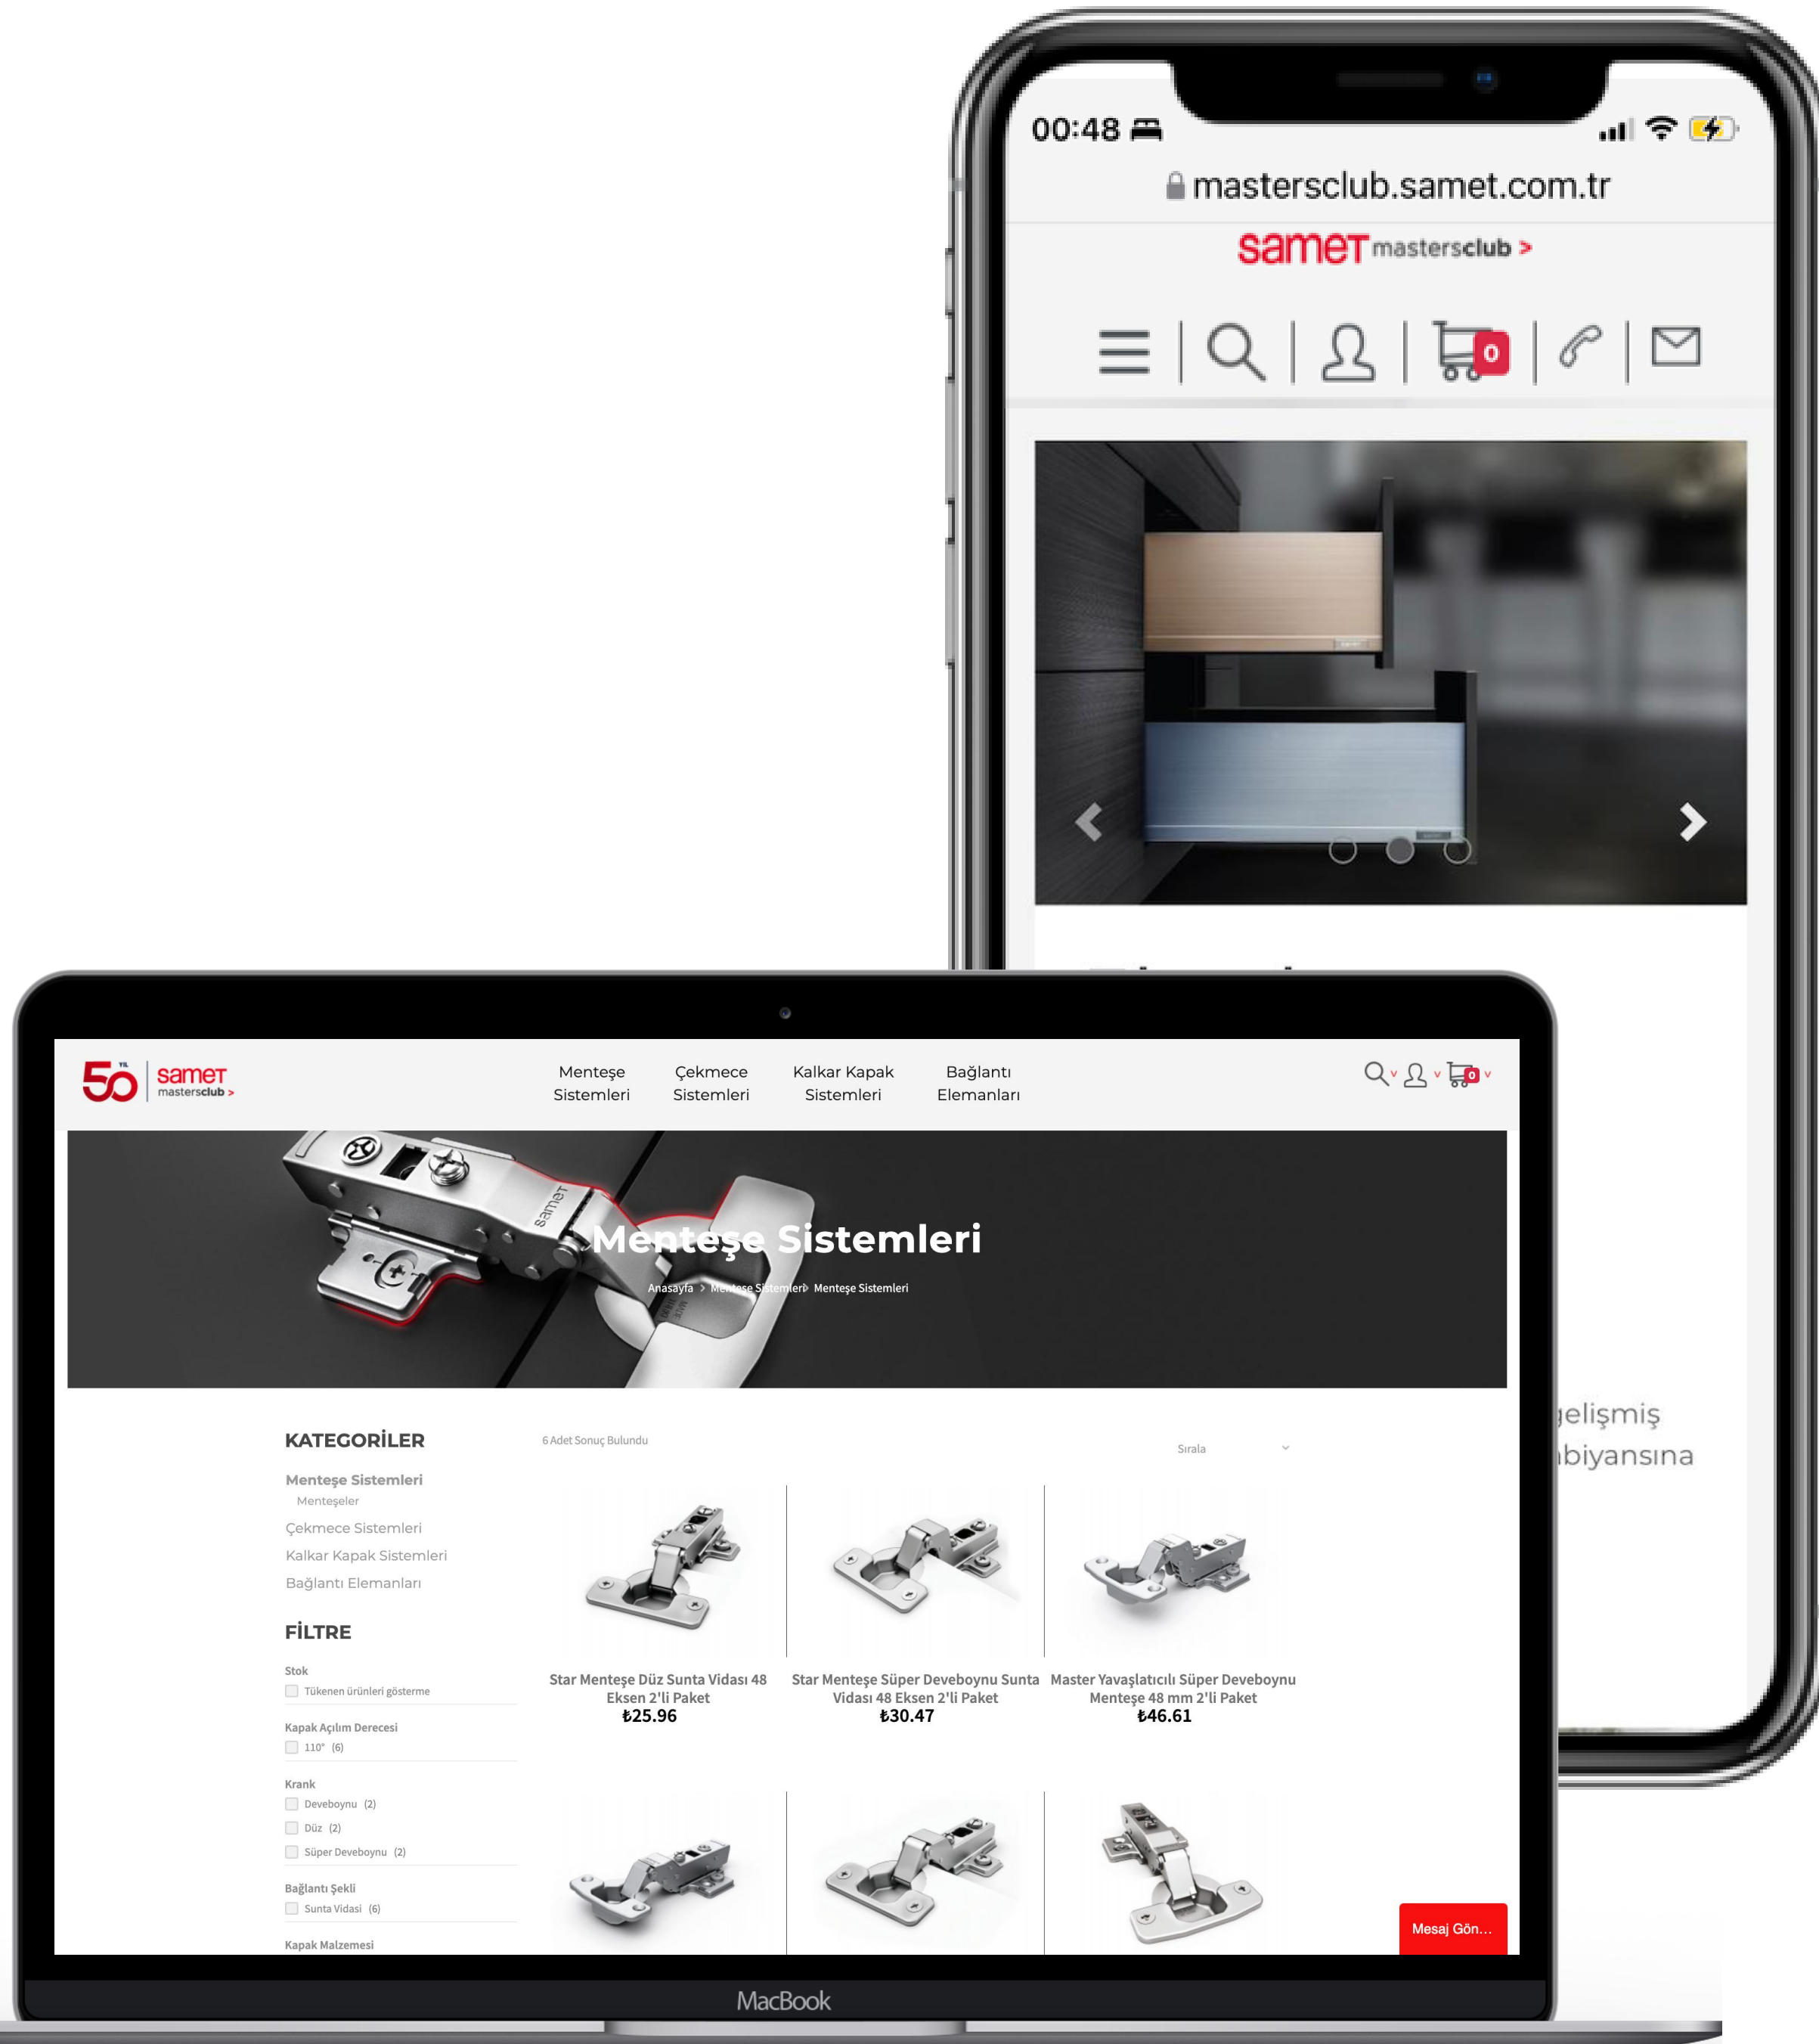 00:48
mastersclub.samet.com.tr
samet mastersclub >
0
50 YIL
samet
mastersclub >
Menteşe Sistemleri
Çekmece Sistemleri
Kalkar Kapak Sistemleri
Bağlantı Elemanları
0
samet
Menteşe Sistemleri
Anasayfa > Menteşe Sistemleri > Menteşe Sistemleri
KATEGORİLER
Menteşe Sistemleri
Menteşeler
Çekmece Sistemleri
Kalkar Kapak Sistemleri
Bağlantı Elemanları
FİLTRE
Stok
Tükenen ürünleri gösterme
Kapak Açılım Derecesi
110° (6)
Krank
Deveboynu (2)
Düz (2)
Süper Deveboynu (2)
Bağlantı Şekli
Sunta Vidasi (6)
Kapak Malzemesi
6 Adet Sonuç Bulundu
Sırala
Star Menteşe Düz Sunta Vidası 48
Eksen 2'li Paket
₺25.96
Star Menteşe Süper Deveboynu Sunta
Vidası 48 Eksen 2'li Paket
₺30.47
Master Yavaşlatıcılı Süper Deveboynu
Menteşe 48 mm 2'li Paket
₺46.61
Mesaj Gön...
gelişmiş
MacBook